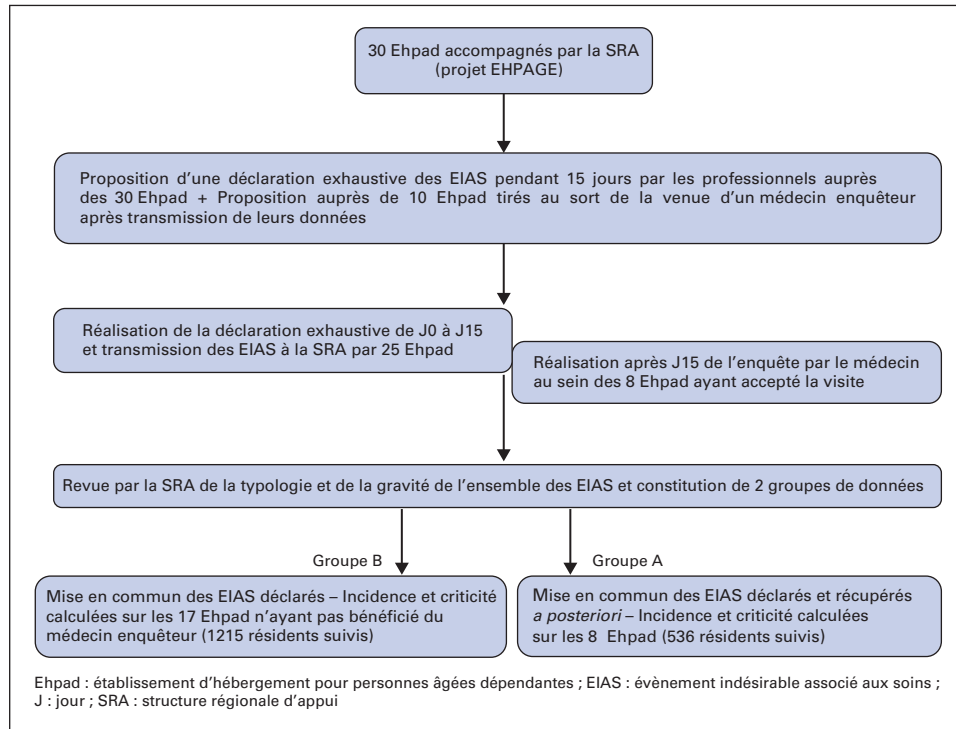 30 Ehpad accompagnés par la SRA
(projet EHPAGE)
Proposition d'une déclaration exhaustive des EIAS pendant 15 jours par les professionnels auprès
des 30 Ehpad + Proposition auprès de 10 Ehpad tirés au sort de la venue d'un médecin enquêteur
après transmission de leurs données
Réalisation de la déclaration exhaustive de J0 à J15
et transmission des EIAS à la SRA par 25 Ehpad
Réalisation après J15 de l'enquête par le médecin
au sein des 8 Ehpad ayant accepté la visite
Revue par la SRA de la typologie et de la gravité de l'ensemble des EIAS et constitution de 2 groupes de données
Groupe B
Mise en commun des EIAS déclarés – Incidence et criticité
calculées sur les 17 Ehpad n'ayant pas bénéficié du
médecin enquêteur (1215 résidents suivis)
Groupe A
Mise en commun des EIAS déclarés et récupérés
a posteriori – Incidence et criticité calculées
sur les 8 Ehpad (536 résidents suivis)
Ehpad : établissement d'hébergement pour personnes âgées dépendantes ; EIAS : évènement indésirable associé aux soins ;
J : jour ; SRA : structure régionale d'appui